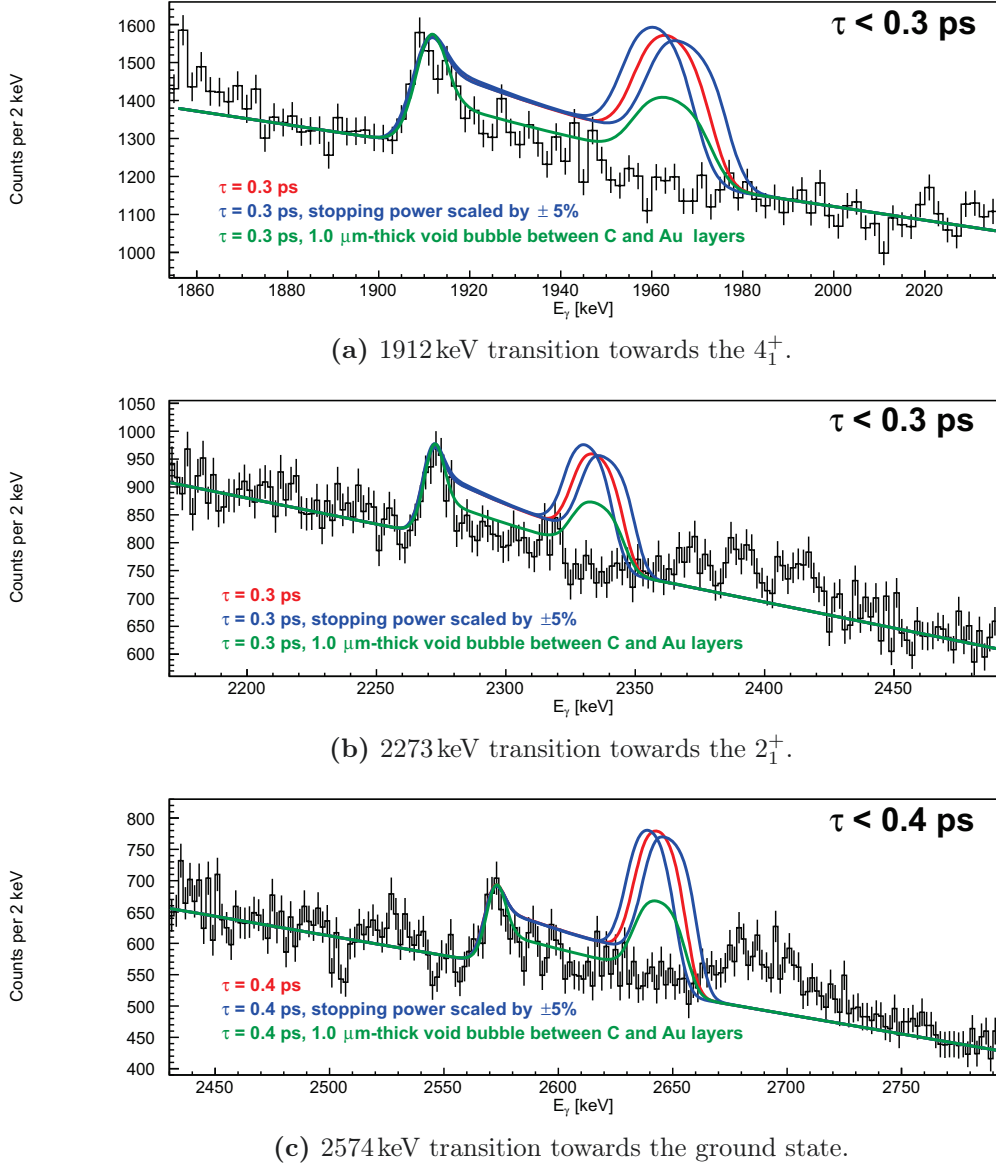 τ < 0.3 ps
Counts per 2 keV
1600
1500
1400
1300
1200
1100
1000
τ = 0.3 ps
τ = 0.3 ps, stopping power scaled by ± 5%
τ = 0.3 ps, 1.0 μm-thick void bubble between C and Au layers
1860 1880 1900 1920 1940 1960 1980 2000 2020
E_γ [keV]
(a) 1912 keV transition towards the 4₁⁺.
τ < 0.3 ps
Counts per 2 keV
1050
1000
950
900
850
800
750
700
650
600
τ = 0.3 ps
τ = 0.3 ps, stopping power scaled by ±5%
τ = 0.3 ps, 1.0 μm-thick void bubble between C and Au layers
2200 2250 2300 2350 2400 2450
E_γ [keV]
(b) 2273 keV transition towards the 2₁⁺.
τ < 0.4 ps
Counts per 2 keV
800
750
700
650
600
550
500
450
400
τ = 0.4 ps
τ = 0.4 ps, stopping power scaled by ±5%
τ = 0.4 ps, 1.0 μm-thick void bubble between C and Au layers
2450 2500 2550 2600 2650 2700 2750
E_γ [keV]
(c) 2574 keV transition towards the ground state.